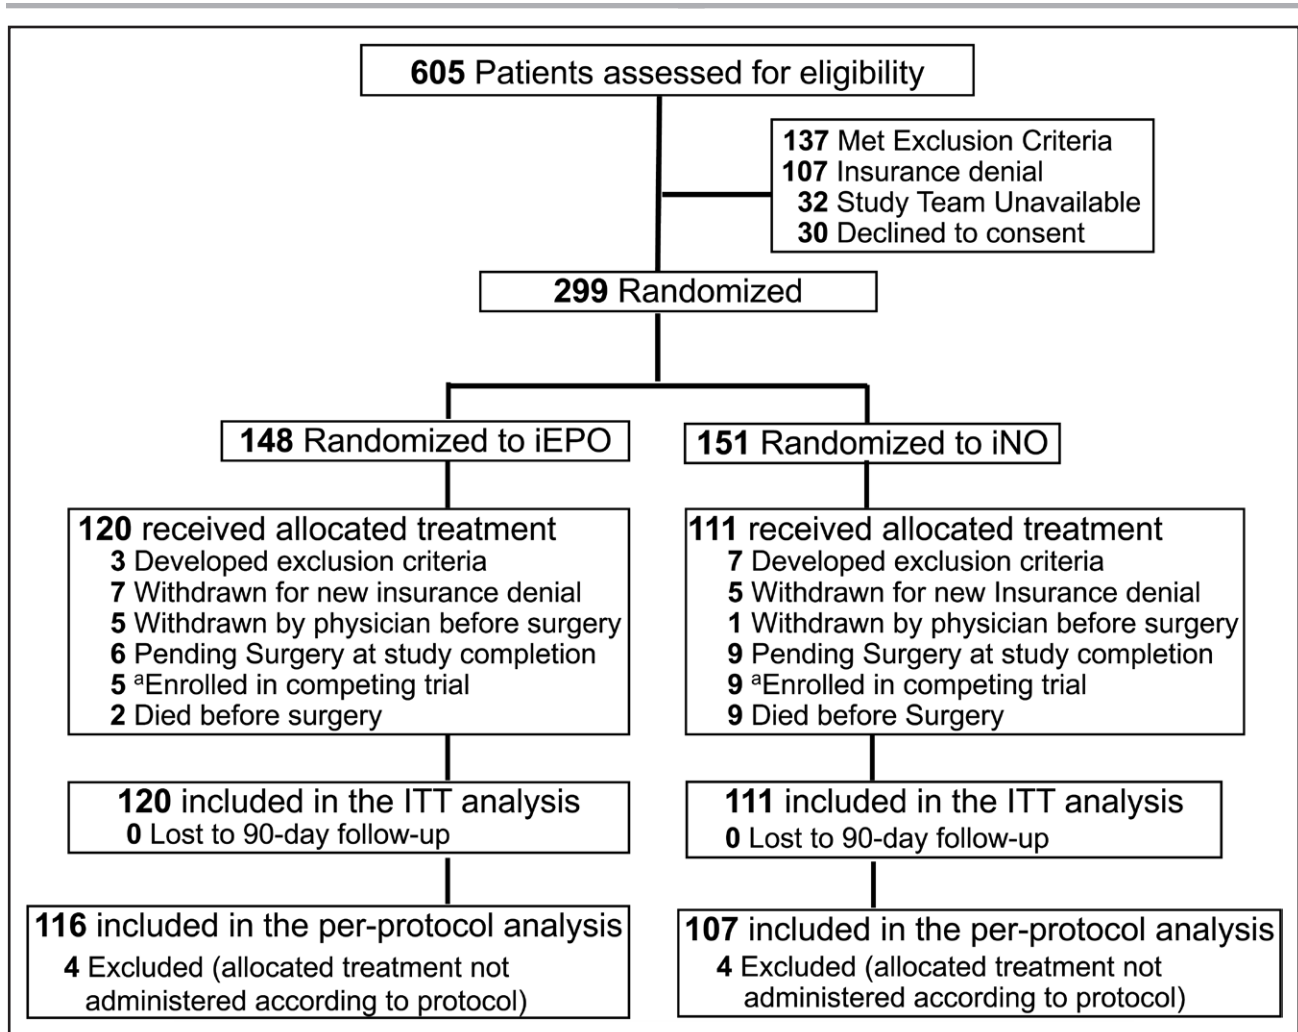 605 Patients assessed for eligibility
137 Met Exclusion Criteria
107 Insurance denial
32 Study Team Unavailable
30 Declined to consent
299 Randomized
148 Randomized to iEPO
151 Randomized to iNO
120 received allocated treatment
3 Developed exclusion criteria
7 Withdrawn for new insurance denial
5 Withdrawn by physician before surgery
6 Pending Surgery at study completion
5 ᵃEnrolled in competing trial
2 Died before surgery
111 received allocated treatment
7 Developed exclusion criteria
5 Withdrawn for new Insurance denial
1 Withdrawn by physician before surgery
9 Pending Surgery at study completion
9 ᵃEnrolled in competing trial
9 Died before Surgery
120 included in the ITT analysis
0 Lost to 90-day follow-up
111 included in the ITT analysis
0 Lost to 90-day follow-up
116 included in the per-protocol analysis
4 Excluded (allocated treatment not
administered according to protocol)
107 included in the per-protocol analysis
4 Excluded (allocated treatment not
administered according to protocol)